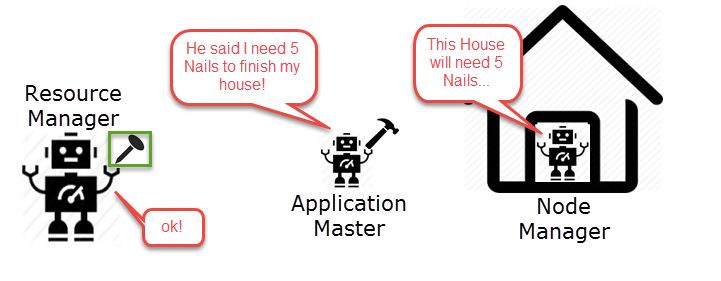 Resource
Manager
ok!
He said I need 5
Nails to finish my
house!
Application
Master
This House
will need 5
Nails...
Node
Manager